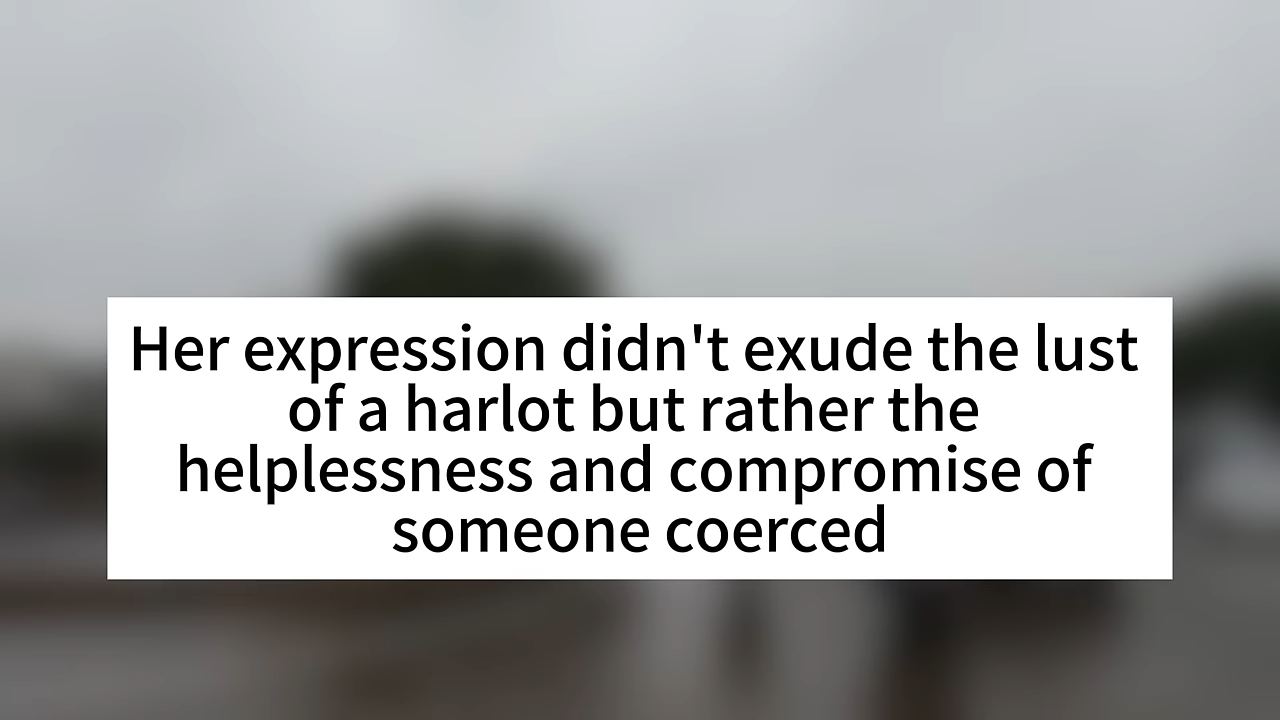 Her expression didn't exude the lust
of a harlot but rather the
helplessness and compromise of
someone coerced